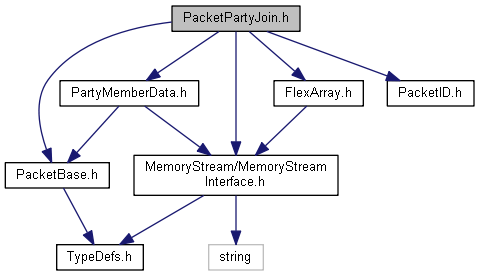 PacketPartyJoin.h
PartyMemberData.h
FlexArray.h
PacketID.h
PacketBase.h
MemoryStream/MemoryStream
Interface.h
TypeDefs.h
string